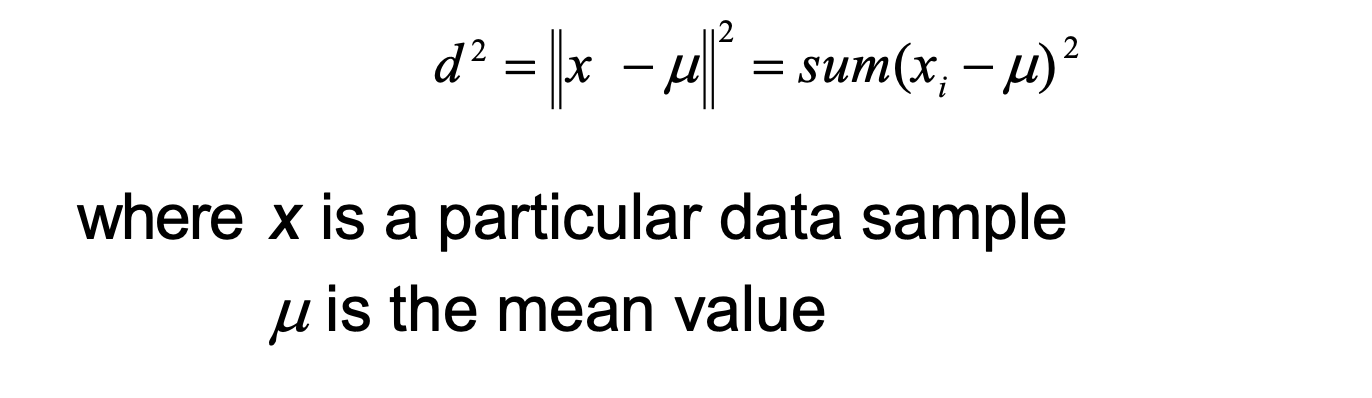 d² = ‖x − μ‖² = sum(xᵢ − μ)²
where x is a particular data sample
μ is the mean value